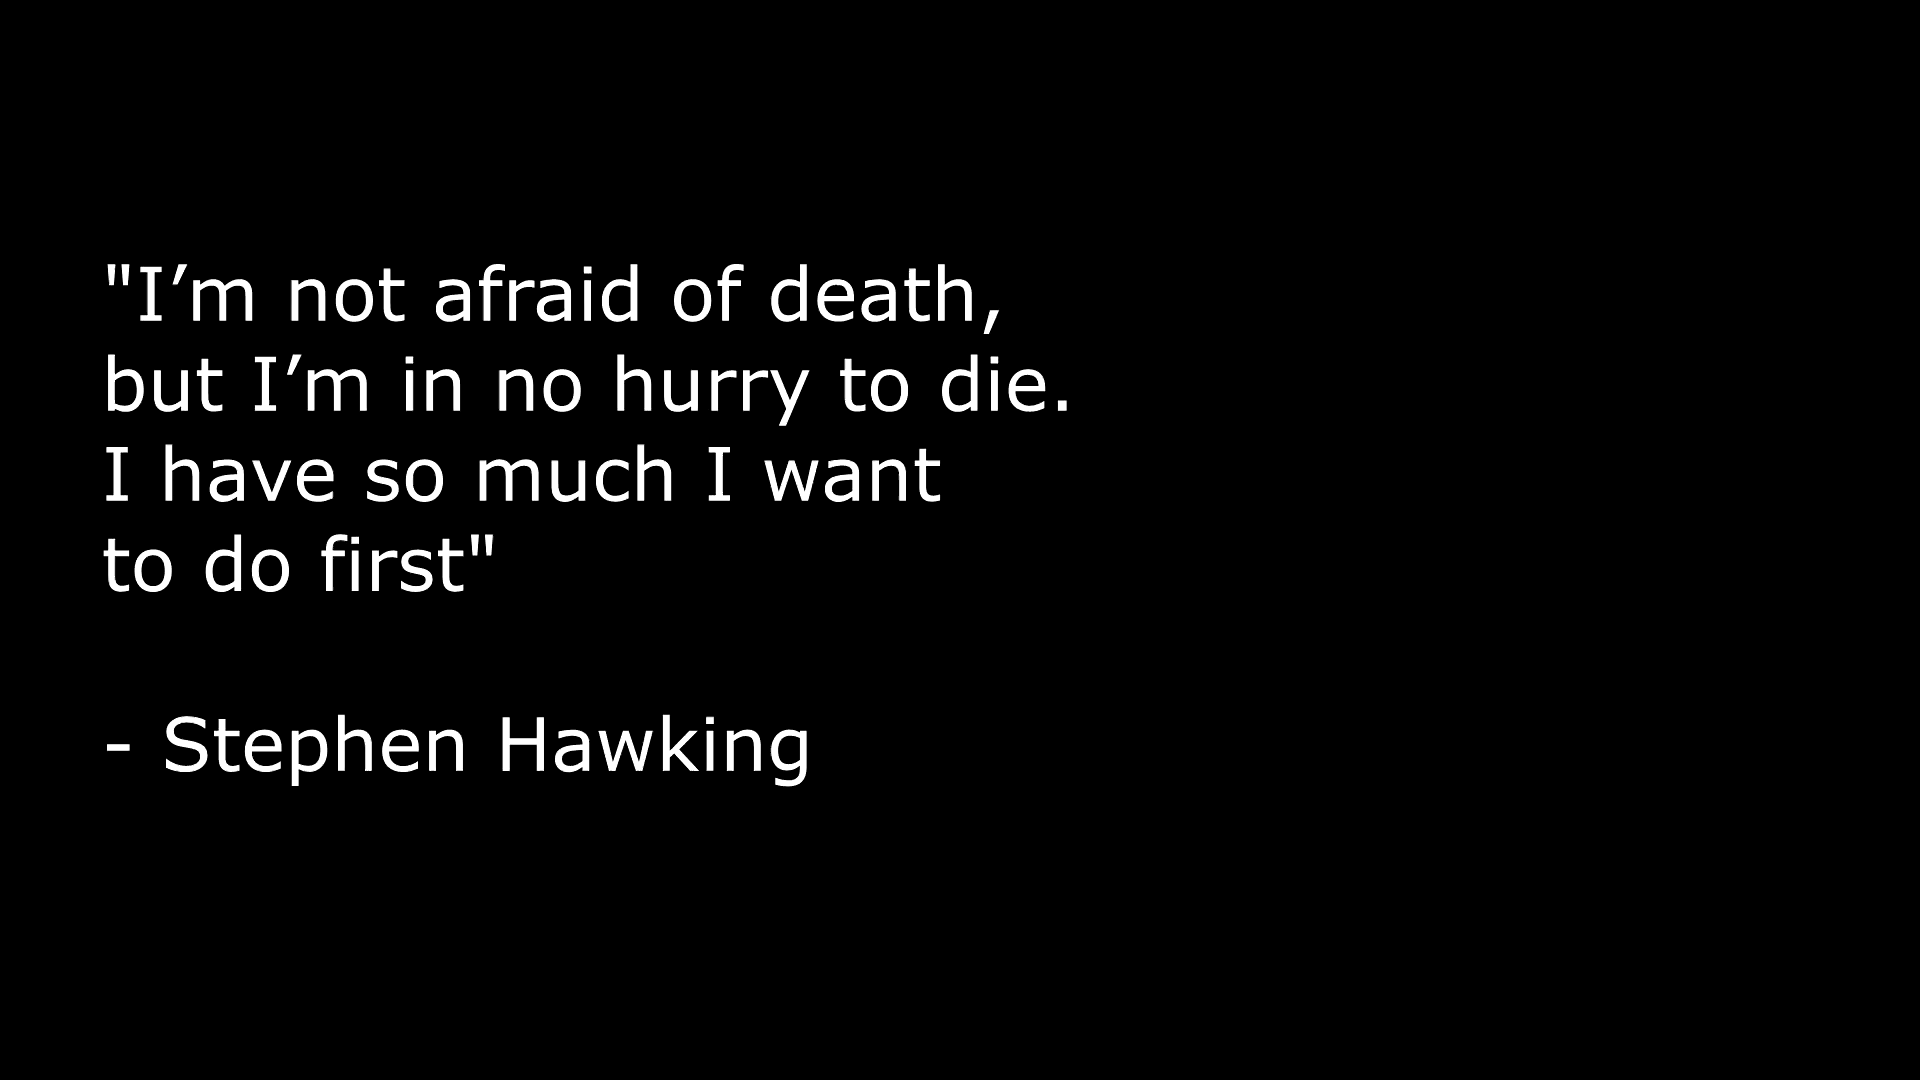 "I’m not afraid of death,
but I’m in no hurry to die.
I have so much I want
to do first"
- Stephen Hawking